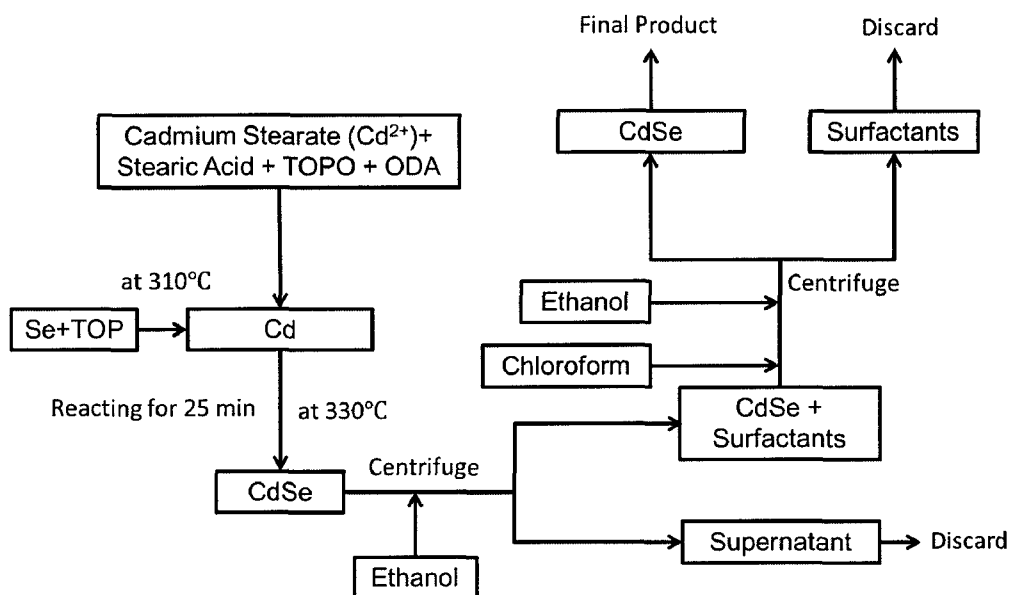 Final Product
Discard
CdSe
Surfactants
Cadmium Stearate (Cd²⁺)+
Stearic Acid + TOPO + ODA
at 310°C
Centrifuge
Ethanol
Se+TOP
Cd
Chloroform
Reacting for 25 min
at 330°C
CdSe +
Surfactants
Centrifuge
CdSe
Supernatant
Discard
Ethanol